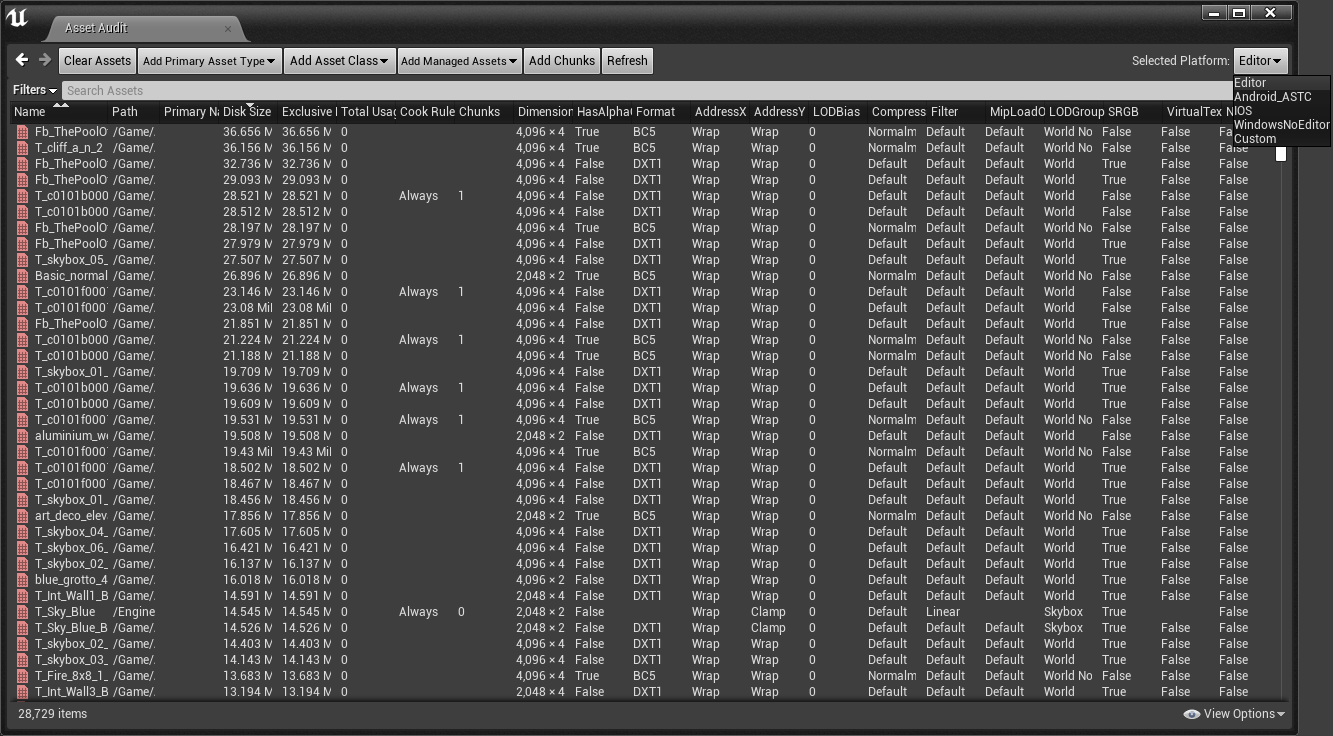 Asset Audit
Clear Assets Add Primary Asset Type Add Asset Class Add Managed Assets Add Chunks Refresh Selected Platform: Editor
Filters Search Assets Editor
Android_ASTC
IOS
WindowsNoEditor
Custom
Name Path Primary Na Disk Size Exclusive Total Usag Cook Rule Chunks Dimension HasAlpha Format AddressX AddressY LODBias Compress Filter MipLoadO LODGroup SRGB VirtualTex N
Fb_ThePoolO /Game/ 36.656 M 36.656 M 0 4,096 × 4 True BC5 Wrap Wrap 0 Normalm Default Default World No False False False
T_cliff_a_n_2 /Game/ 36.156 M 36.156 M 0 4,096 × 4 True BC5 Wrap Wrap 0 Normalm Default Default World No False False False
Fb_ThePoolO /Game/ 32.736 M 32.736 M 0 4,096 × 4 False DXT1 Wrap Wrap 0 Default Default Default World True False False
Fb_ThePoolO /Game/ 29.093 M 29.093 M 0 4,096 × 4 False DXT1 Wrap Wrap 0 Default Default Default World True False False
T_c0101b000 /Game/ 28.521 M 28.521 M 0 Always 1 4,096 × 4 False DXT1 Wrap Wrap 0 Default Default Default World False False False
T_c0101b000 /Game/ 28.512 M 28.512 M 0 4,096 × 4 False DXT1 Wrap Wrap 0 Default Default Default World False False False
Fb_ThePoolO /Game/ 28.197 M 28.197 M 0 4,096 × 4 True BC5 Wrap Wrap 0 Normalm Default Default World No False False False
Fb_ThePoolO /Game/ 27.979 M 27.979 M 0 4,096 × 4 False DXT1 Wrap Wrap 0 Default Default Default World True False False
T_skybox_05_ /Game/ 27.507 M 27.507 M 0 4,096 × 4 False DXT1 Wrap Wrap 0 Default Default Default World True False False
Basic_normal /Game/ 26.896 M 26.896 M 0 2,048 × 2 True BC5 Wrap Wrap 0 Normalm Default Default World No False False False
T_c0101f000 /Game/ 23.146 M 23.146 M 0 Always 1 4,096 × 4 False DXT1 Wrap Wrap 0 Default Default Default World False False False
T_c0101f000 /Game/ 23.08 Mil 23.08 Mil 0 4,096 × 4 False DXT1 Wrap Wrap 0 Default Default Default World False False False
Fb_ThePoolO /Game/ 21.851 M 21.851 M 0 4,096 × 4 False DXT1 Wrap Wrap 0 Default Default Default World True False False
T_c0101b000 /Game/ 21.224 M 21.224 M 0 Always 1 4,096 × 4 True BC5 Wrap Wrap 0 Normalm Default Default World No False False False
T_c0101b000 /Game/ 21.188 M 21.188 M 0 4,096 × 4 True BC5 Wrap Wrap 0 Normalm Default Default World No False False False
T_skybox_01_ /Game/ 19.709 M 19.709 M 0 4,096 × 4 False DXT1 Wrap Wrap 0 Default Default Default World True False False
T_c0101b000 /Game/ 19.636 M 19.636 M 0 Always 1 4,096 × 4 False DXT1 Wrap Wrap 0 Default Default Default World True False False
T_c0101b000 /Game/ 19.609 M 19.609 M 0 4,096 × 4 False DXT1 Wrap Wrap 0 Default Default Default World True False False
T_c0101f000 /Game/ 19.531 M 19.531 M 0 Always 1 4,096 × 4 True BC5 Wrap Wrap 0 Normalm Default Default World No False False False
aluminium_we /Game/ 19.508 M 19.508 M 0 2,048 × 2 False DXT1 Wrap Wrap 0 Default Default Default World False False False
T_c0101f000 /Game/ 19.43 Mil 19.43 Mil 0 4,096 × 4 True BC5 Wrap Wrap 0 Normalm Default Default World No False False False
T_c0101f000 /Game/ 18.502 M 18.502 M 0 Always 1 4,096 × 4 False DXT1 Wrap Wrap 0 Default Default Default World True False False
T_c0101f000 /Game/ 18.467 M 18.467 M 0 4,096 × 4 False DXT1 Wrap Wrap 0 Default Default Default World True False False
T_skybox_01_ /Game/ 18.456 M 18.456 M 0 4,096 × 4 False DXT1 Wrap Wrap 0 Default Default Default World True False False
art_deco_elev /Game/ 17.856 M 17.856 M 0 2,048 × 2 True BC5 Wrap Wrap 0 Normalm Default Default World No False False False
T_skybox_04_ /Game/ 17.605 M 17.605 M 0 4,096 × 4 False DXT1 Wrap Wrap 0 Default Default Default World True False False
T_skybox_06_ /Game/ 16.421 M 16.421 M 0 4,096 × 4 False DXT1 Wrap Wrap 0 Default Default Default World True False False
T_skybox_02_ /Game/ 16.137 M 16.137 M 0 4,096 × 4 False DXT1 Wrap Wrap 0 Default Default Default World True False False
blue_grotto_4 /Game/ 16.018 M 16.018 M 0 4,096 × 2 False DXT1 Wrap Wrap 0 Default Default Default World True False False
T_Int_Wall1_B /Game/ 14.591 M 14.591 M 0 2,048 × 4 False DXT1 Wrap Wrap 0 Default Default Default World True False False
T_Sky_Blue /Engine 14.545 M 14.545 M 0 Always 0 2,048 × 2 False Wrap Clamp 0 Default Linear Skybox True False
T_Sky_Blue_B /Game/ 14.526 M 14.526 M 0 2,048 × 2 False DXT1 Wrap Clamp 0 Default Default Default Skybox True False False
T_skybox_02_ /Game/ 14.403 M 14.403 M 0 4,096 × 4 False DXT1 Wrap Wrap 0 Default Default Default World True False False
T_skybox_03_ /Game/ 14.143 M 14.143 M 0 4,096 × 4 False DXT1 Wrap Wrap 0 Default Default Default World True False False
T_Fire_8x8_1_ /Game/ 13.683 M 13.683 M 0 4,096 × 4 True BC5 Wrap Wrap 0 Normalm Default Default World No False False False
T_Int_Wall3_B /Game/ 13.194 M 13.194 M 0 2,048 × 4 False DXT1 Wrap Wrap 0 Default Default Default World True False False
28,729 items View Options